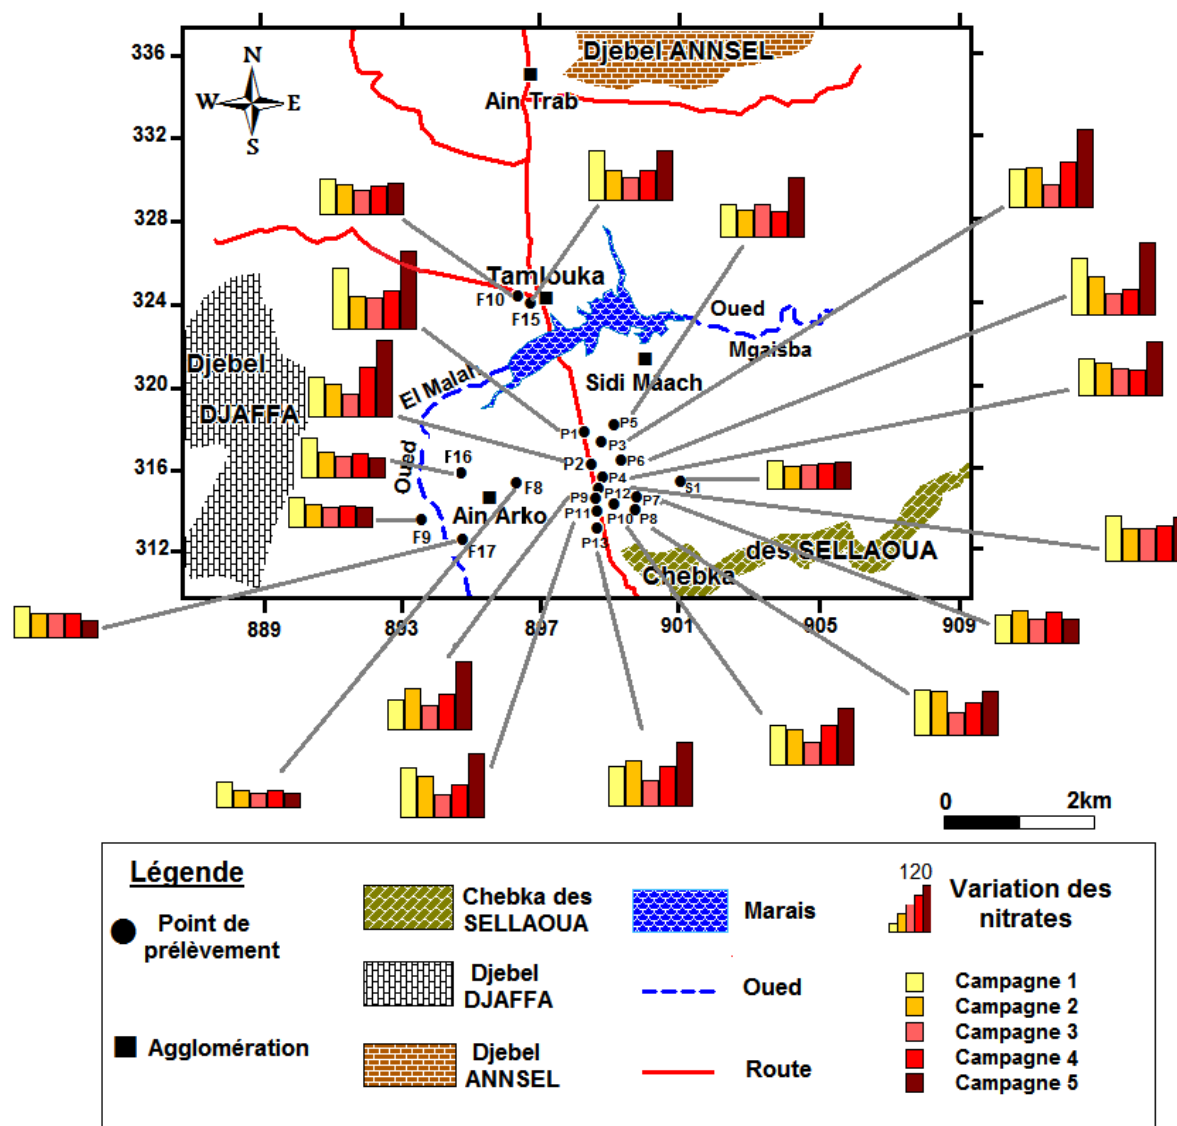 336
332
328
324
320
316
312
N
W
E
S
Djebel ANNSEL
Ain Trab
Tamlouka
F10
F15
Oued
Mgaisba
Sidi Maach
El Malah
Oued
Djebel
DJAFFA
P1
P5
P3
P2
P6
P4
P12
P9
P7
P11
P10
P8
P13
S1
F16
F8
Ain Arko
F9
F17
des SELLAOUA
Chebka
889
893
897
901
905
909
0
2km
Légende
Point de
prélèvement
Agglomération
Chebka des
SELLAOUA
Djebel
DJAFFA
Djebel
ANNSEL
Marais
Oued
Route
120
Variation des
nitrates
Campagne 1
Campagne 2
Campagne 3
Campagne 4
Campagne 5